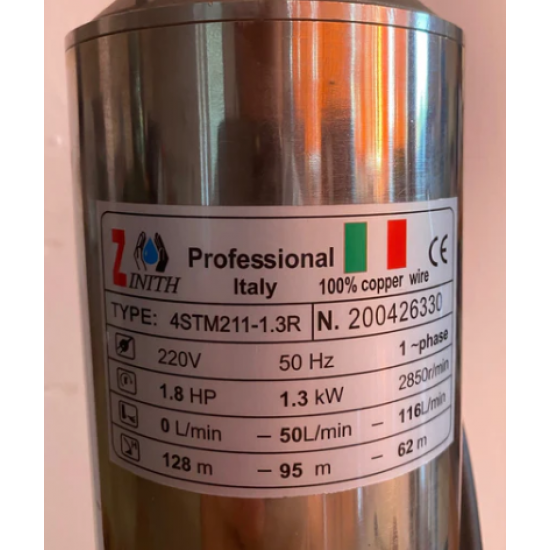 ZINITH
Professional
Italy
100% copper wire
CE
TYPE: 4STM211-1.3R N. 200426330
220V 50 Hz 1 ~phase
1.8 HP 1.3 kW 2850r/min
0 L/min – 50L/min – 116L/min
H 128 m – 95 m – 62 m